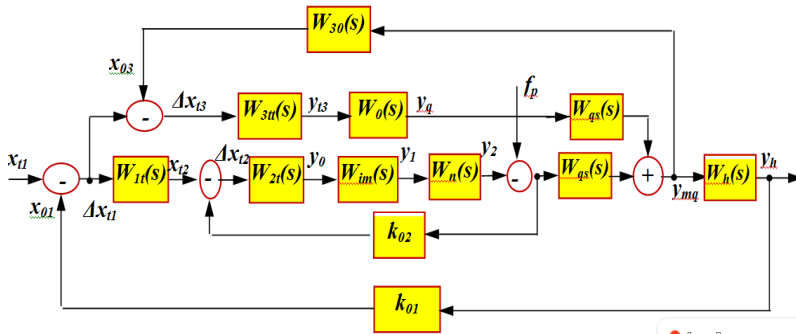 W30(s)
x03
Δxt3
W3tt(s)
yt3
W0(s)
yq
fp
Wqs(s)
xt1
x01
Δxt1
W1t(s)
xt2
Δxt2
W2t(s)
y0
Wim(s)
y1
Wn(s)
y2
Wqs(s)
ymq
Wh(s)
yh
-
-
-
-
+
k02
k01